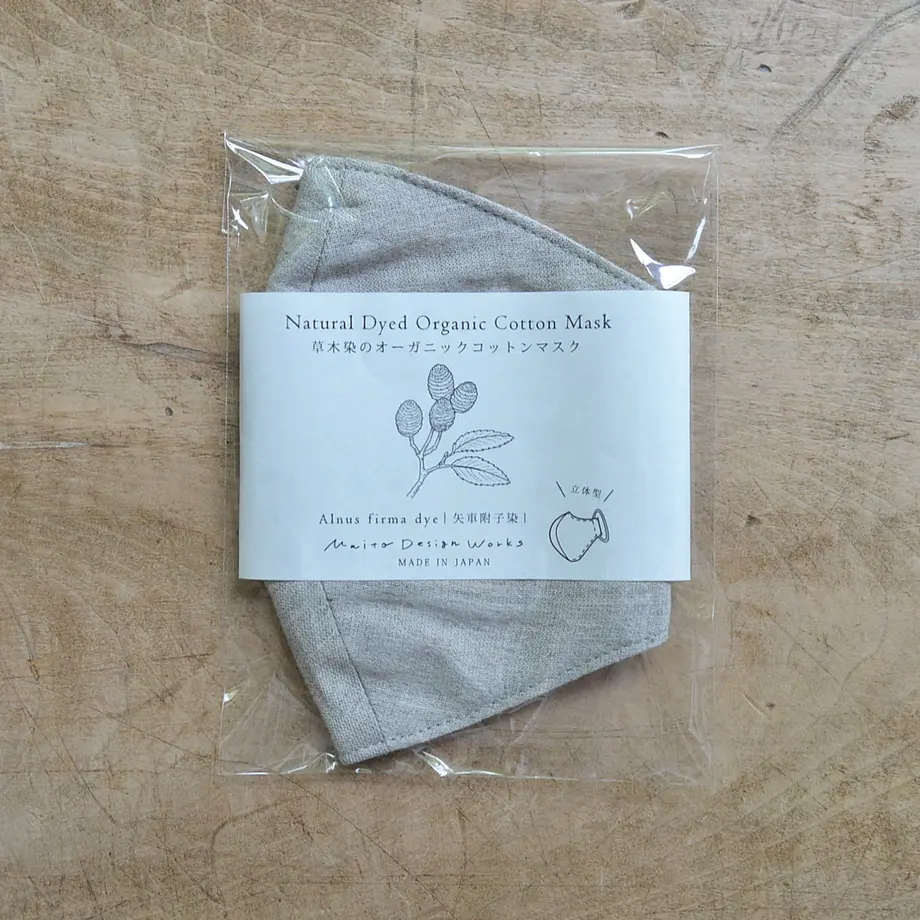 Natural Dyed Organic Cotton Mask
草木染のオーガニックコットンマスク
立体型
Alnus firma dye | 矢車附子染 |
Maito Design Works
MADE IN JAPAN